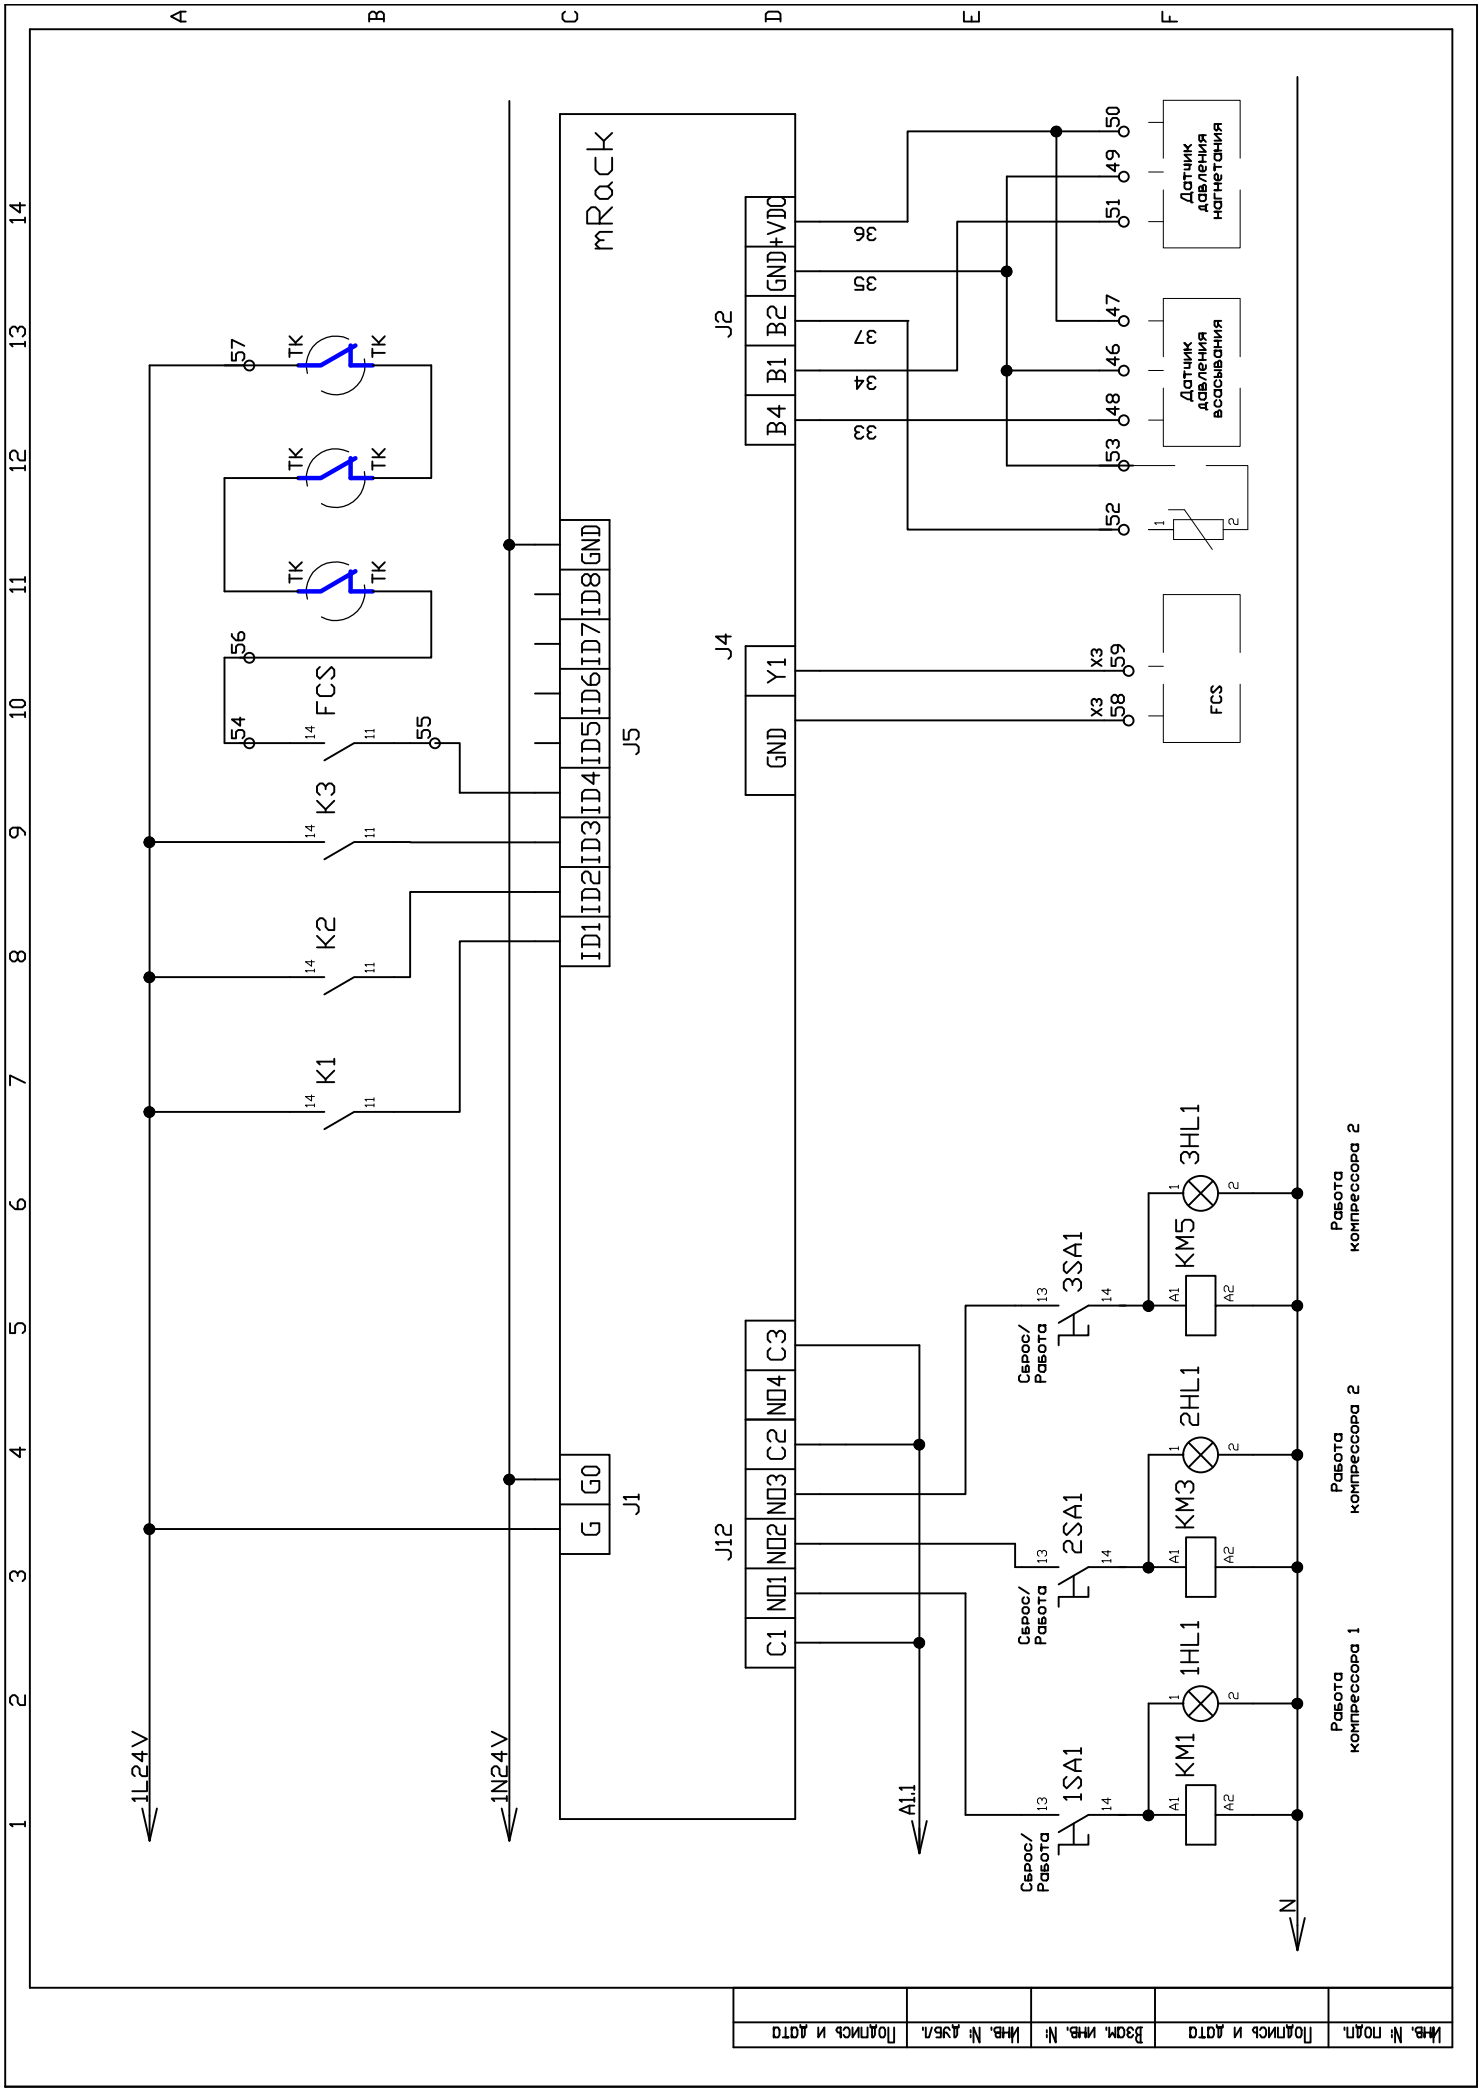 1 2 3 4 5 6 7 8 9 10 11 12 13 14
A
B
C
D
E
F
1L24V
57
54 56
14 K1
11
14 K2
11
14 K3
11
14 FCS
11
55
TK TK TK
TK TK TK
1N24V
G G0
J1
ID1 ID2 ID3 ID4 ID5 ID6 ID7 ID8 GND
J5
mRack
J12
C1 NO1 NO2 NO3 C2 NO4 C3
J4
GND Y1
J2
B4 B1 B2 GND +VDC
33 34 37 35 36
A1.1
Сброс/
Работа
13 1SA1
14
Сброс/
Работа
13 2SA1
14
Сброс/
Работа
13 3SA1
14
X3 X3
58 59
52 53 48 46 47 51 49 50
A1 KM1 1 1HL1
A2 2
A1 KM3 1 2HL1
A2 2
A1 KM5 1 3HL1
A2 2
FCS
1
2
Датчик
давления
всасывания
Датчик
давления
нагнетания
N
Работа
компрессора 1
Работа
компрессора 2
Работа
компрессора 2
Подпись и дата
Инв. № дубл.
Взам. инв. №
Подпись и дата
Инв. № подл.